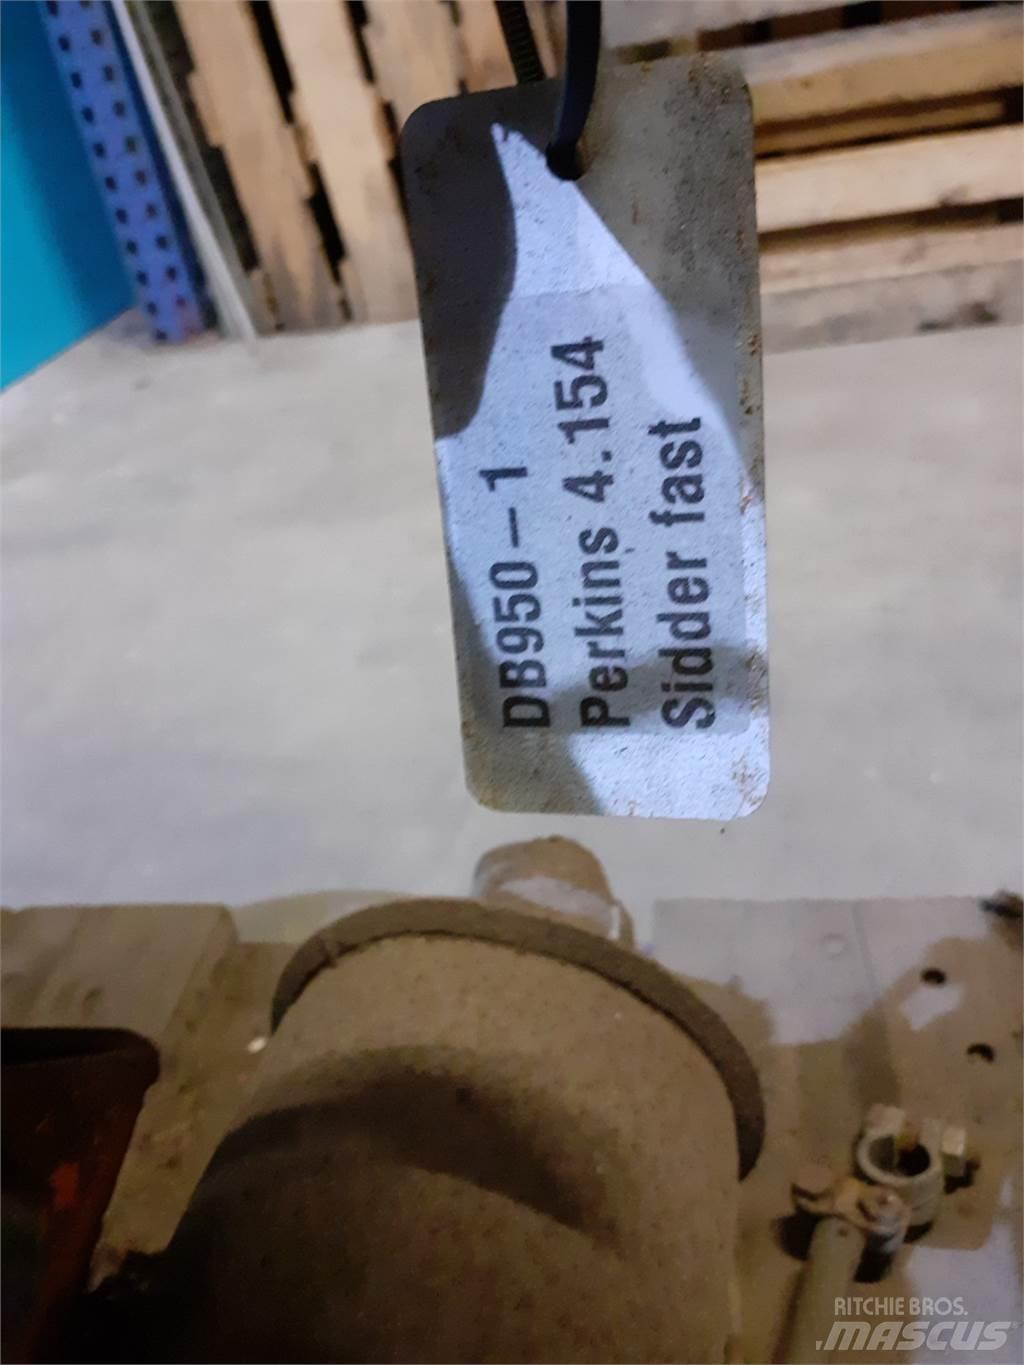 DB950-1
Perkins 4.154
Sidder fast
RITCHIE BROS.
MASCUS